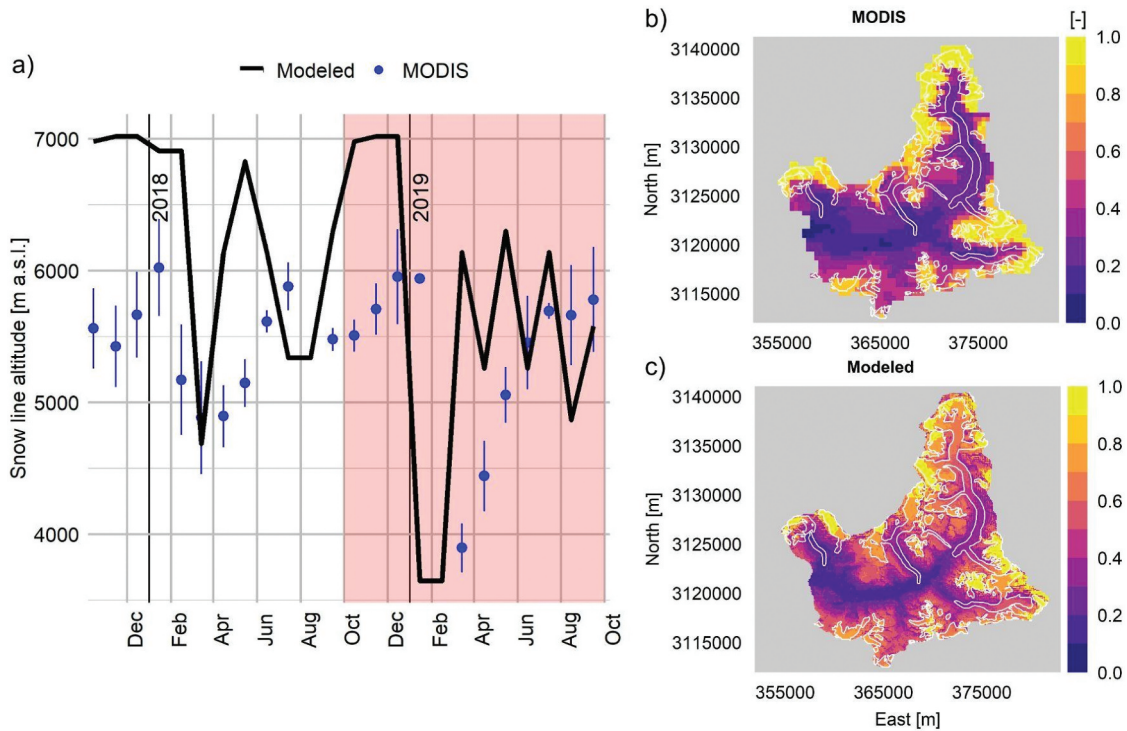 a)
Modeled
MODIS
Snow line altitude [m a.s.l.]
7000
6000
5000
4000
2018
2019
Dec
Feb
Apr
Jun
Aug
Oct
Dec
Feb
Apr
Jun
Aug
Oct
b)
MODIS
[-]
North [m]
3140000
3135000
3130000
3125000
3120000
3115000
355000 365000 375000
1.0
0.8
0.6
0.4
0.2
0.0
c)
Modeled
North [m]
3140000
3135000
3130000
3125000
3120000
3115000
355000 365000 375000
East [m]
1.0
0.8
0.6
0.4
0.2
0.0